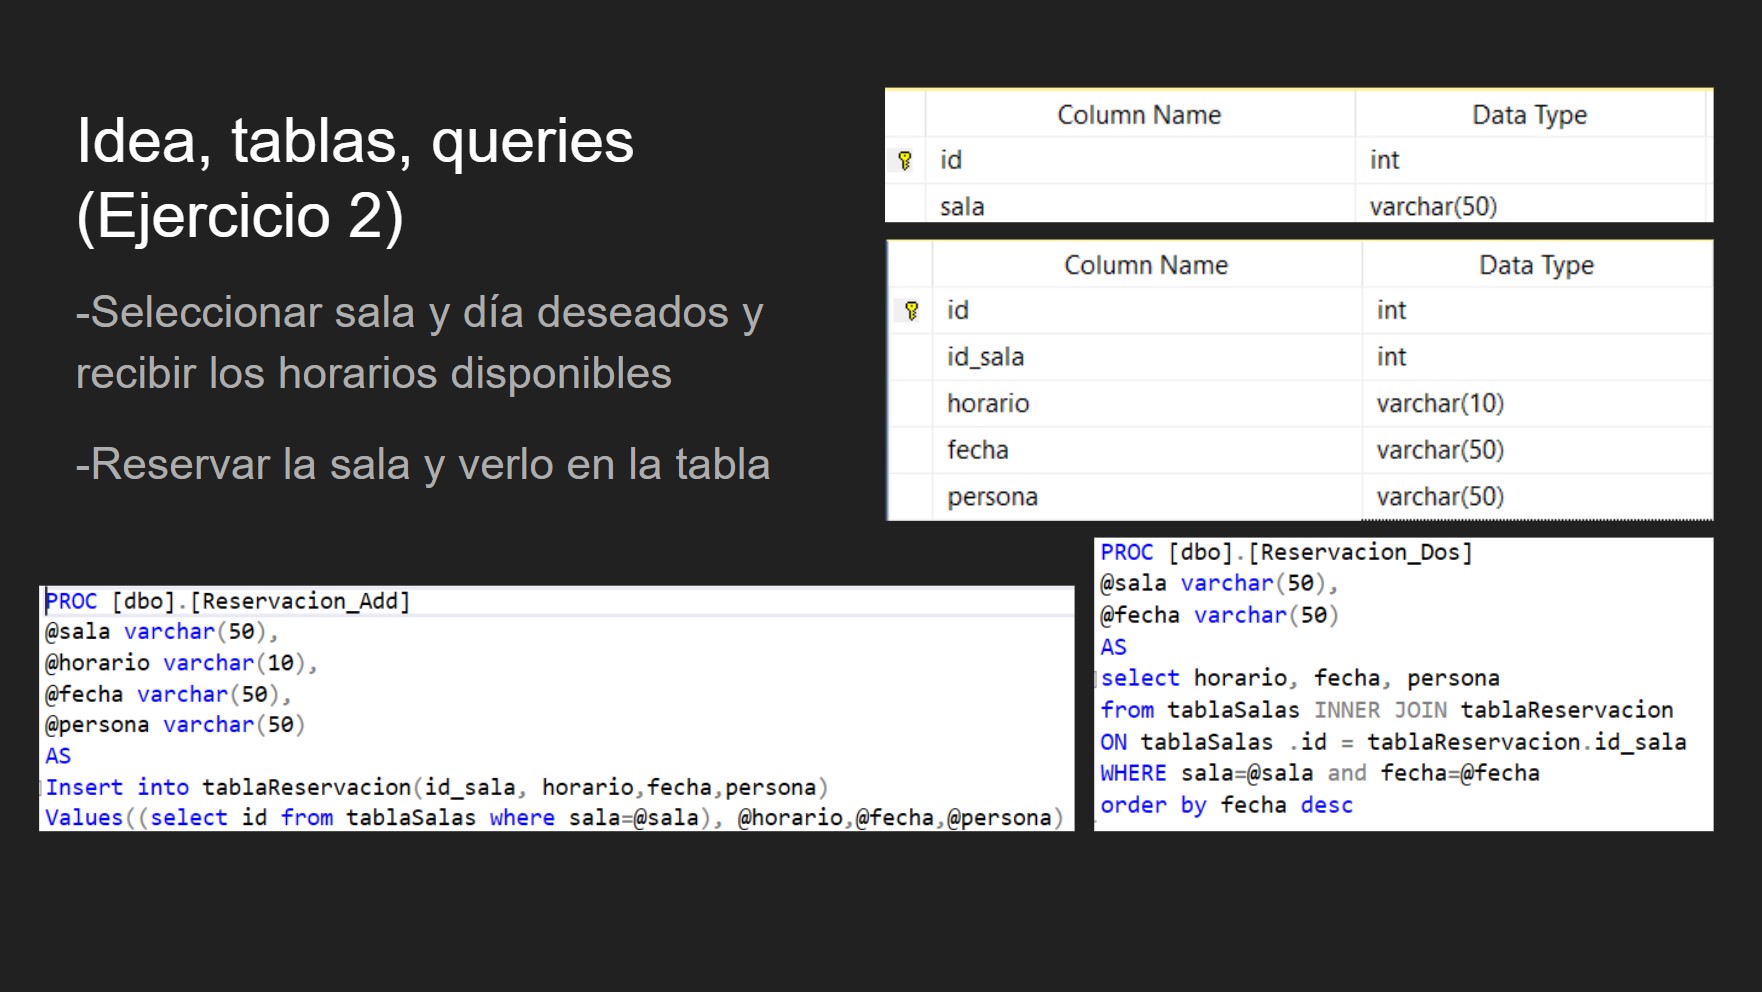 Idea, tablas, queries
(Ejercicio 2)
-Seleccionar sala y día deseados y
recibir los horarios disponibles
-Reservar la sala y verlo en la tabla
Column Name Data Type
id int
sala varchar(50)
Column Name Data Type
id int
id_sala int
horario varchar(10)
fecha varchar(50)
persona varchar(50)
PROC [dbo].[Reservacion_Add]
@sala varchar(50),
@horario varchar(10),
@fecha varchar(50),
@persona varchar(50)
AS
Insert into tablaReservacion(id_sala, horario,fecha,persona)
Values((select id from tablaSalas where sala=@sala), @horario,@fecha,@persona)
PROC [dbo].[Reservacion_Dos]
@sala varchar(50),
@fecha varchar(50)
AS
select horario, fecha, persona
from tablaSalas INNER JOIN tablaReservacion
ON tablaSalas .id = tablaReservacion.id_sala
WHERE sala=@sala and fecha=@fecha
order by fecha desc